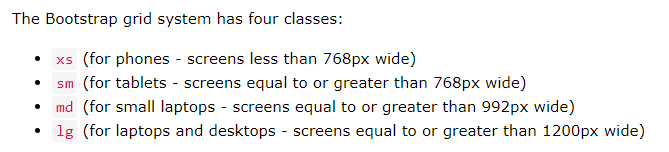 The Bootstrap grid system has four classes:
• xs (for phones - screens less than 768px wide)
• sm (for tablets - screens equal to or greater than 768px wide)
• md (for small laptops - screens equal to or greater than 992px wide)
• lg (for laptops and desktops - screens equal to or greater than 1200px wide)